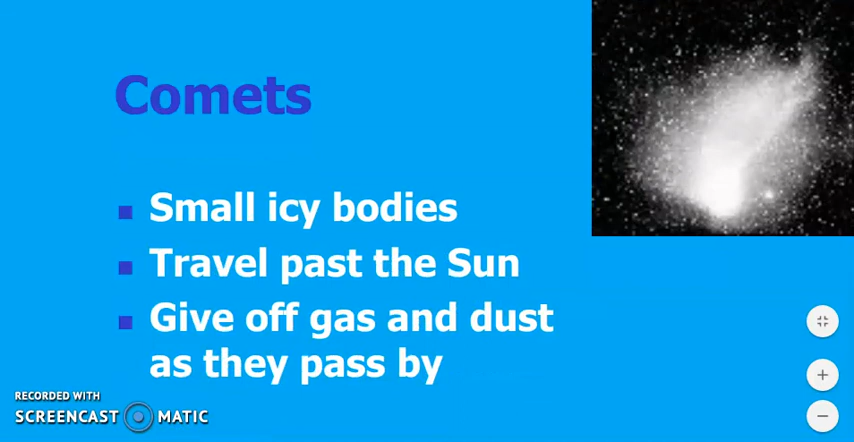 Comets
Small icy bodies
Travel past the Sun
Give off gas and dust
as they pass by
RECORDED WITH
SCREENCAST MATIC